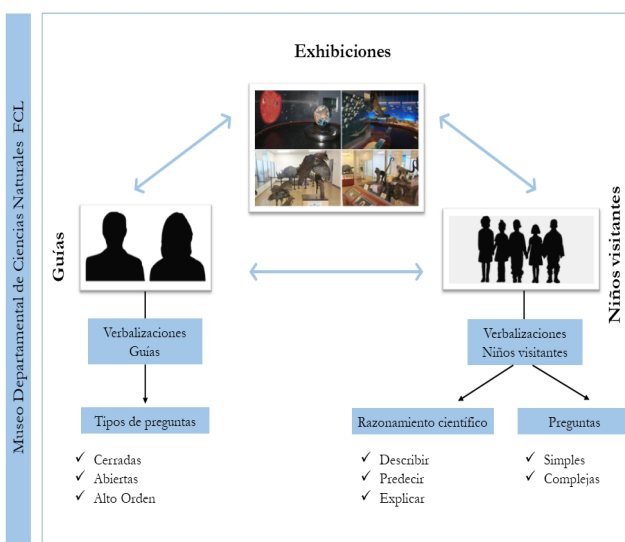 Museo Departamental de Ciencias Naturales FCL
Exhibiciones
Guías
Niños visitantes
Verbalizaciones
Guías
Verbalizaciones
Niños visitantes
Tipos de preguntas
Razonamiento científico
Preguntas
✓ Cerradas
✓ Abiertas
✓ Alto Orden
✓ Describir
✓ Predecir
✓ Explicar
✓ Simples
✓ Complejas